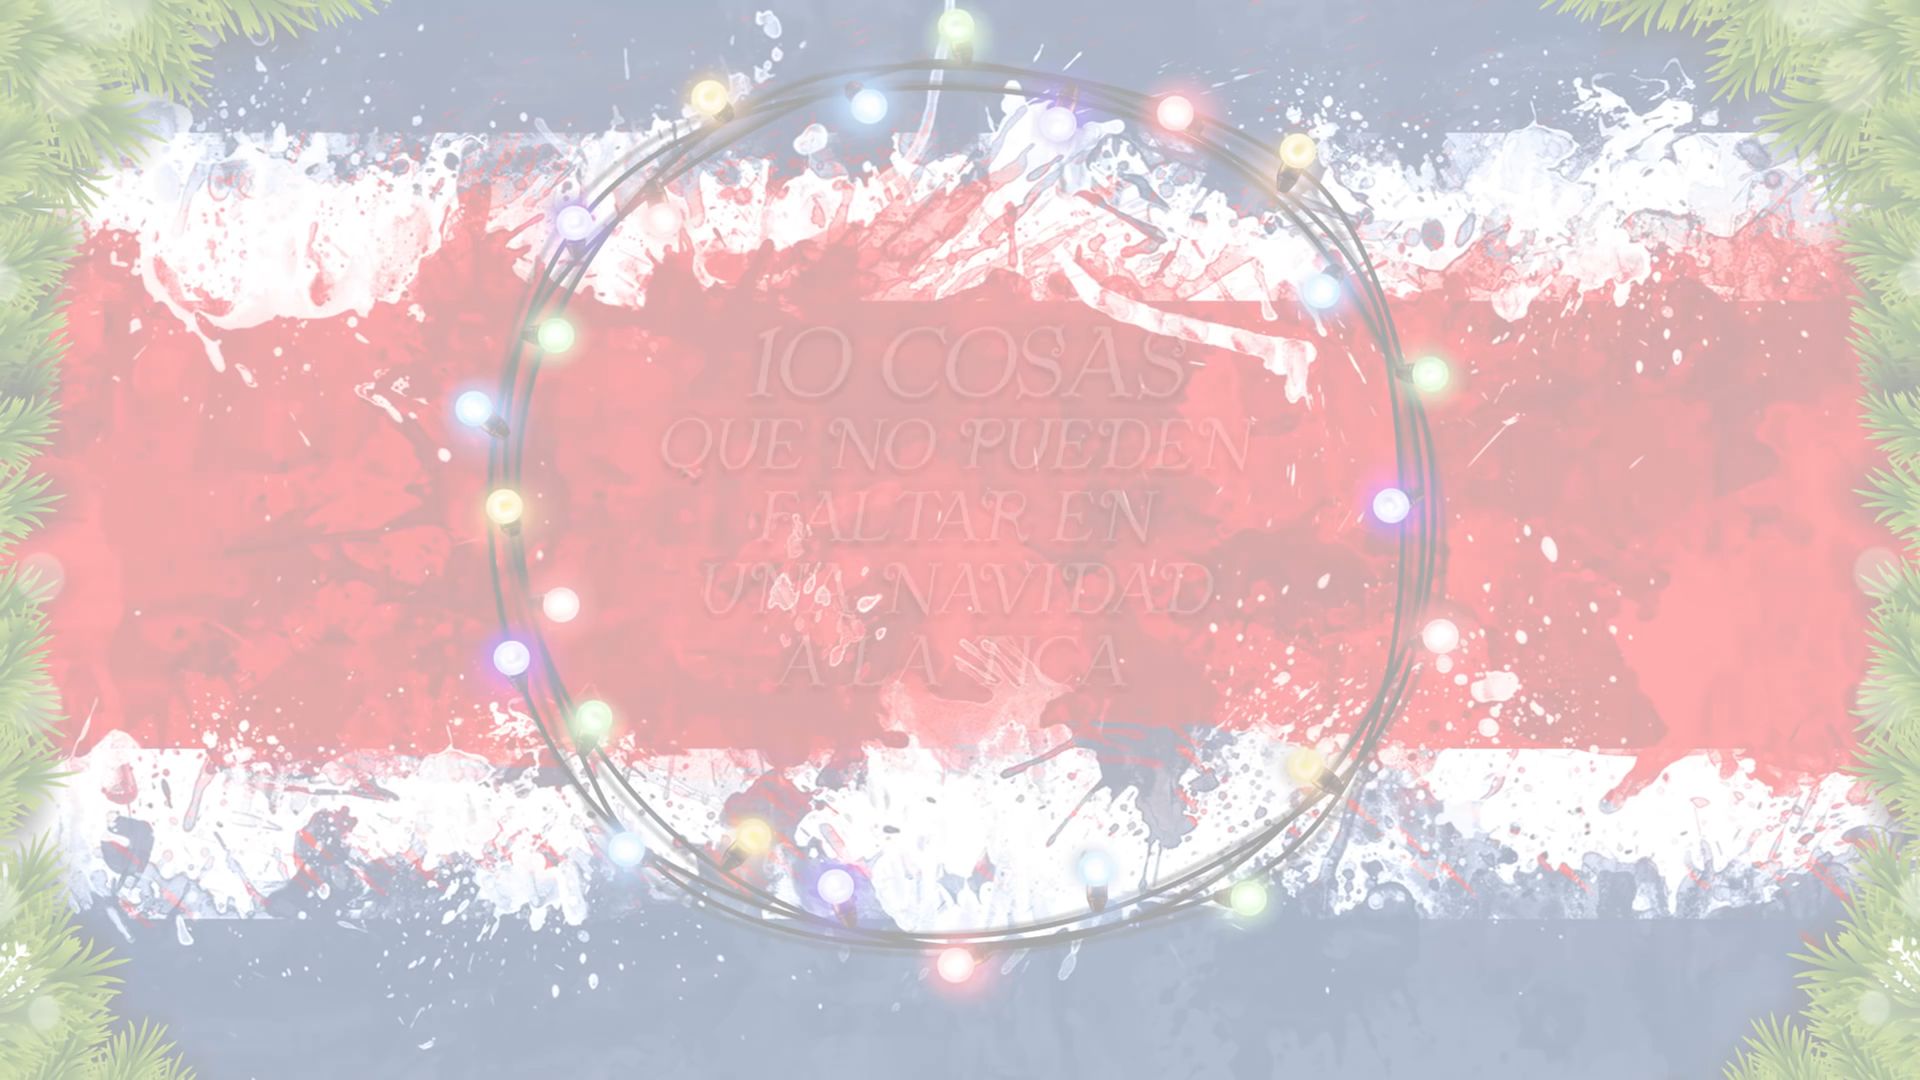 10 COSAS
QUE NO PUEDEN
FALTAR EN
UNA NAVIDAD
A LA TICA